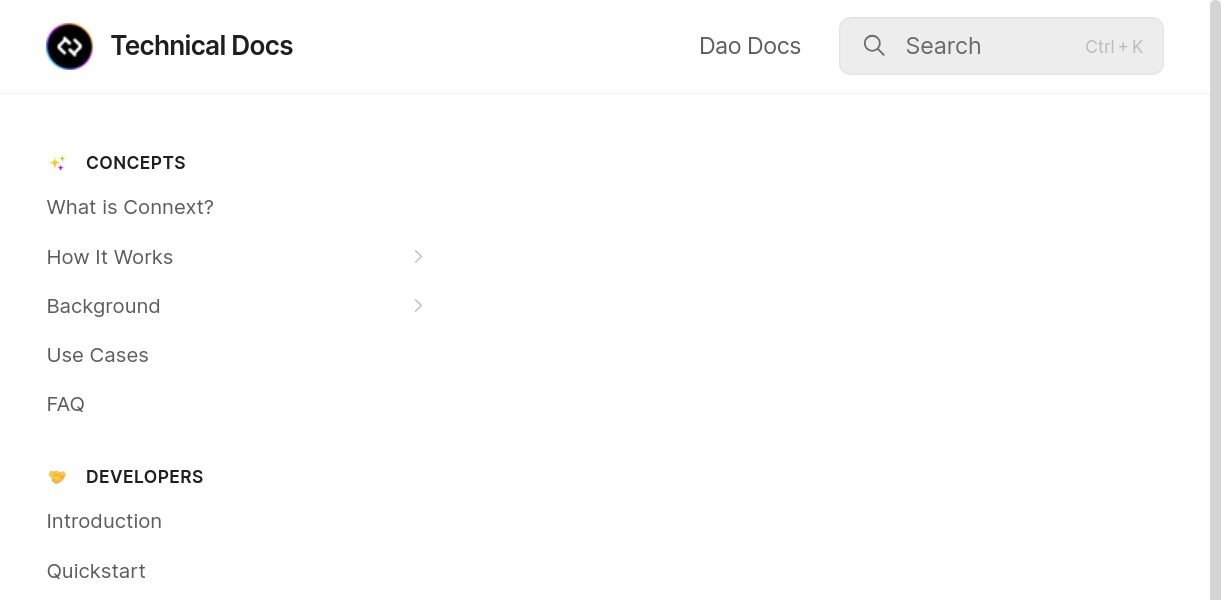 Technical Docs
Dao Docs
Search
Ctrl + K
CONCEPTS
What is Connext?
How It Works
Background
Use Cases
FAQ
DEVELOPERS
Introduction
Quickstart